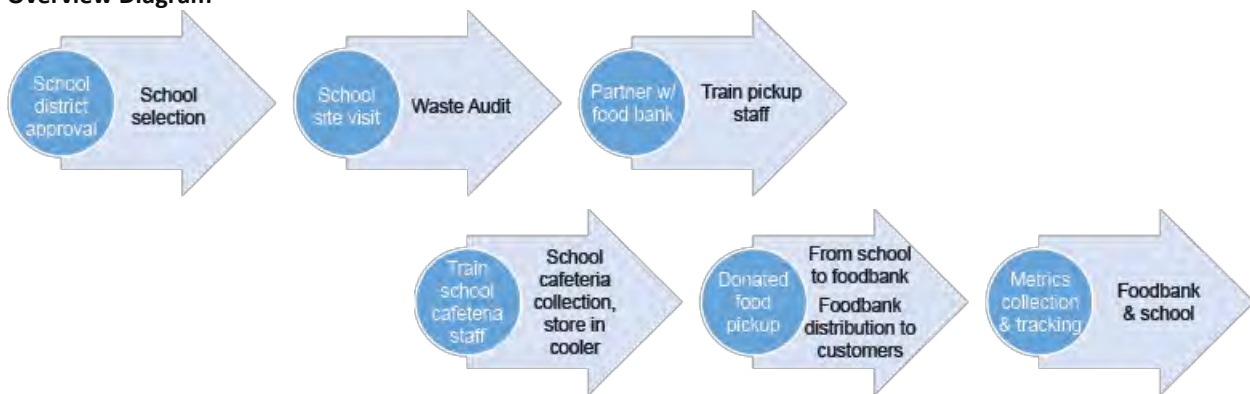 Overview Diagram
School
district
approval
School
selection
School
site visit
Waste Audit
Partner w/
food bank
Train pickup
staff
Train
school
cafeteria
staff
School
cafeteria
collection,
store in
cooler
Donated
food
pickup
From school
to foodbank
Foodbank
distribution to
customers
Metrics
collection
& tracking
Foodbank
& school